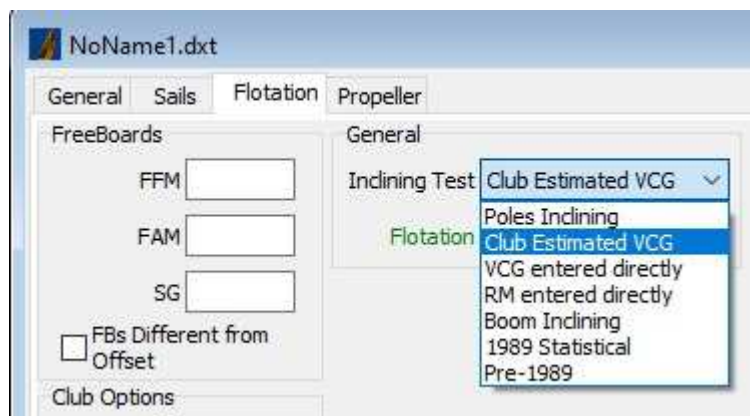 NoName1.dxt
General Sails Flotation Propeller
FreeBoards
FFM
FAM
SG
FBs Different from
Offset
Club Options
General
Inclining Test Club Estimated VCG
Flotation
Poles Inclining
Club Estimated VCG
VCG entered directly
RM entered directly
Boom Inclining
1989 Statistical
Pre-1989